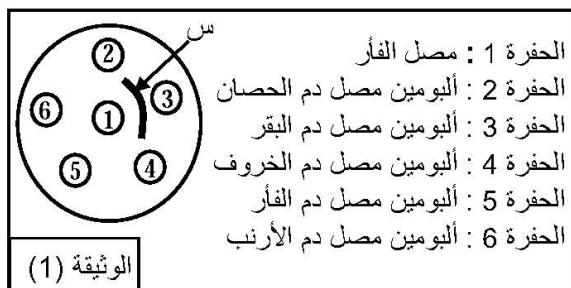 س
2
3
6
1
5
4
الحفرة 1 : مصل الفأر
الحفرة 2 : ألبومين مصل دم الحصان
الحفرة 3 : ألبومين مصل دم البقر
الحفرة 4 : ألبومين مصل دم الخروف
الحفرة 5 : ألبومين مصل دم الفأر
الحفرة 6 : ألبومين مصل دم الأرنب
الوثيقة (1)